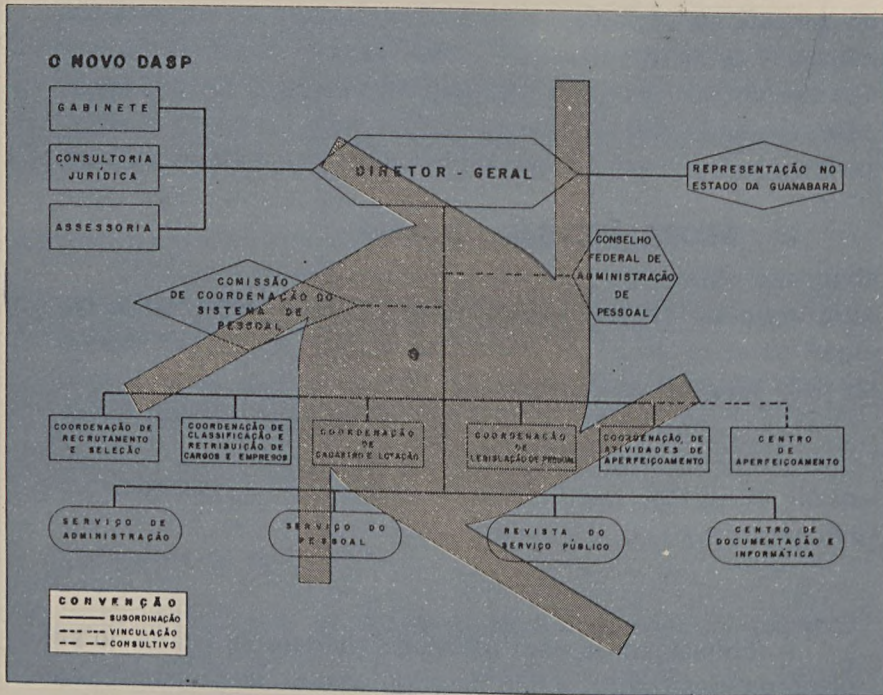 O NOVO DASP
GABINETE
CONSULTORIA
JURÍDICA
ASSESSORIA
DIRETOR - GERAL
REPRESENTAÇÃO NO
ESTADO DA GUANABARA
CONSELHO
FEDERAL DE
ADMINISTRAÇÃO
DE
PESSOAL
COMISSÃO
DE COORDENAÇÃO DO
SISTEMA DE
PESSOAL
COORDENAÇÃO DE
RECRUTAMENTO
E SELEÇÃO
COORDENAÇÃO DE
CLASSIFICAÇÃO E
RETRIBUIÇÃO DE
CARGOS E EMPREGOS
COORDENAÇÃO
DE
CADASTRO E LOTAÇÃO
COORDENAÇÃO
DE
LEGISLAÇÃO DE PESSOAL
COORDENAÇÃO DE
ATIVIDADES DE
APERFEIÇOAMENTO
CENTRO
DE
APERFEIÇOAMENTO
SERVIÇO DE
ADMINISTRAÇÃO
SERVIÇO DO
PESSOAL
REVISTA DO
SERVIÇO PÚBLICO
CENTRO DE
DOCUMENTAÇÃO E
INFORMÁTICA
CONVENÇÃO
SUBORDINAÇÃO
VINCULAÇÃO
CONSULTIVO